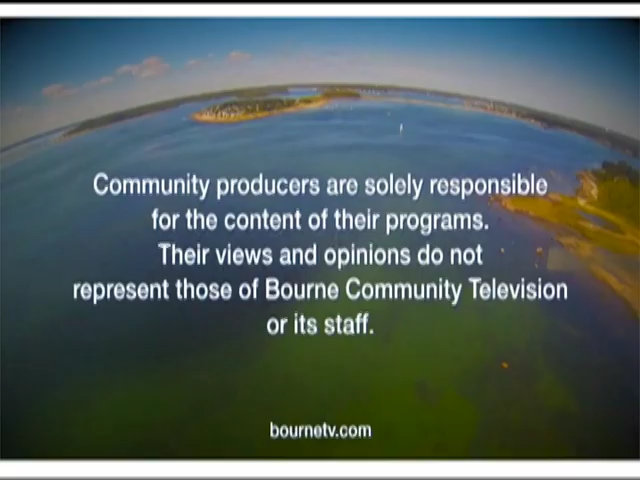 Community producers are solely responsible
for the content of their programs.
Their views and opinions do not
represent those of Bourne Community Television
or its staff.
bournetv.com